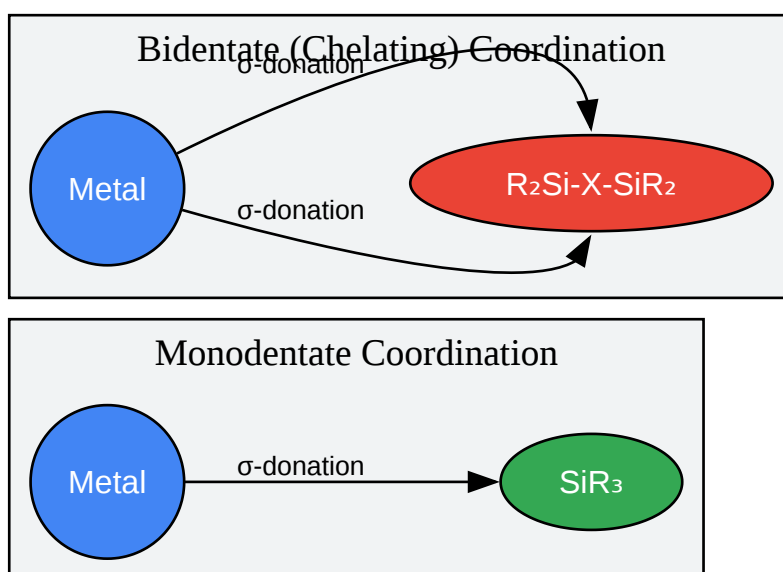 Bidentate (Chelating) Coordination
σ-donation
Metal
R₂Si-X-SiR₂
σ-donation
Monodentate Coordination
σ-donation
Metal
SiR₃